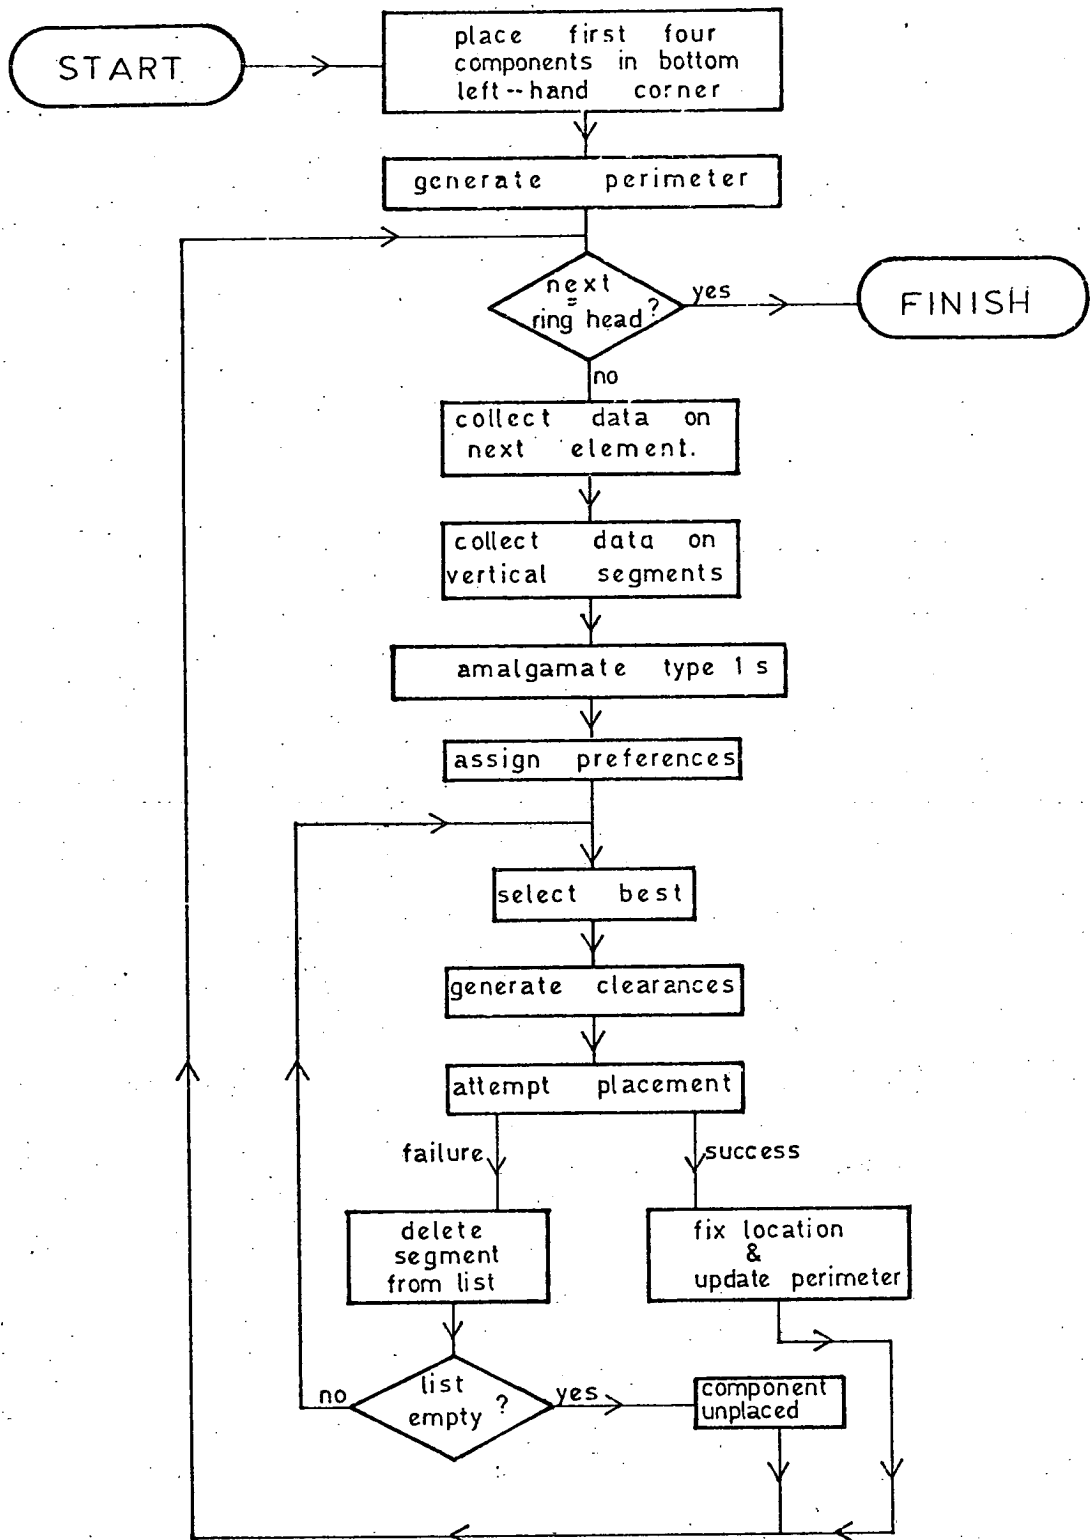 START
place first four
components in bottom
left--hand corner
generate perimeter
next
=
ring head ?
yes
FINISH
no
collect data on
next element.
collect data on
vertical segments
amalgamate type 1 s
assign preferences
select best
generate clearances
attempt placement
failure
success
delete
segment
from list
fix location
&
update perimeter
no
list
empty ?
yes
component
unplaced